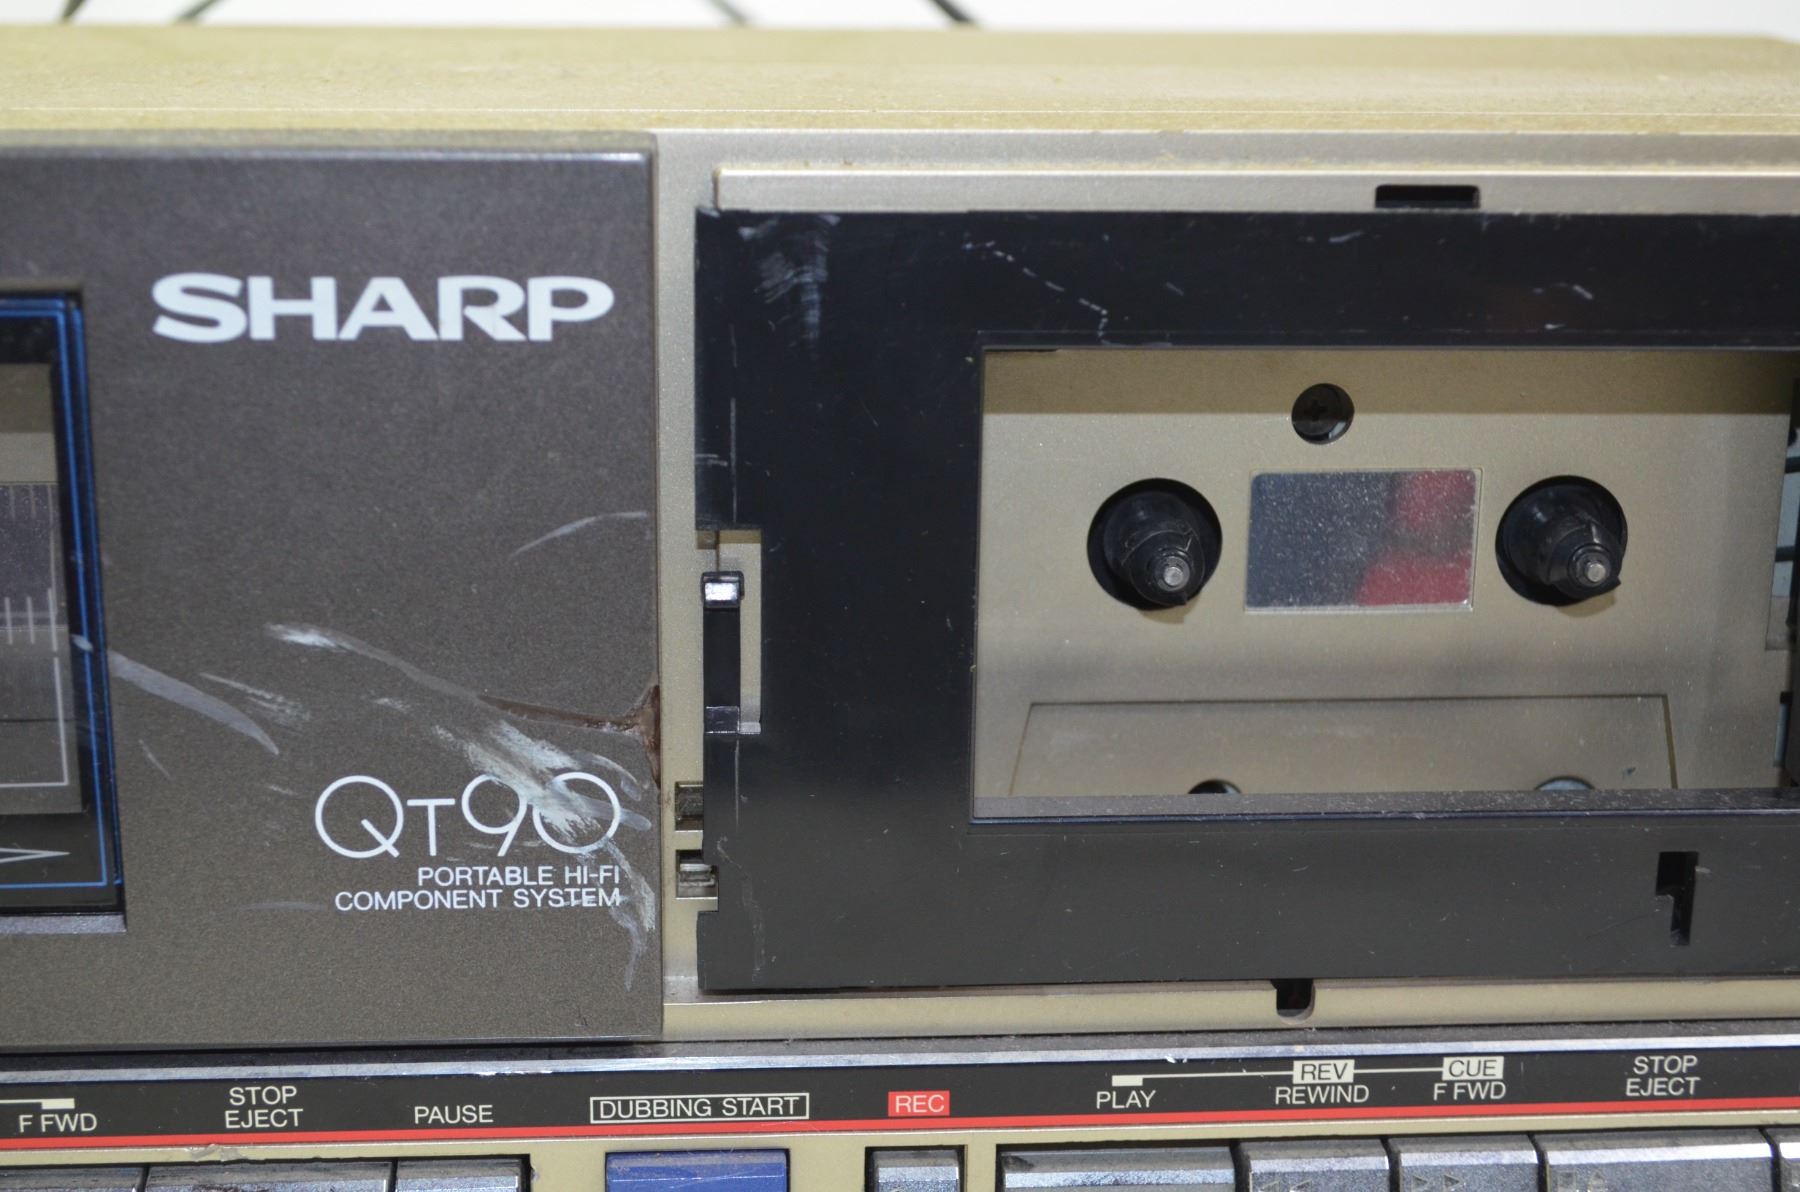 SHARP
QT90
PORTABLE HI-FI
COMPONENT SYSTEM
F FWD
STOP
EJECT
PAUSE
DUBBING START
REC
PLAY
REV
REWIND
CUE
F FWD
STOP
EJECT